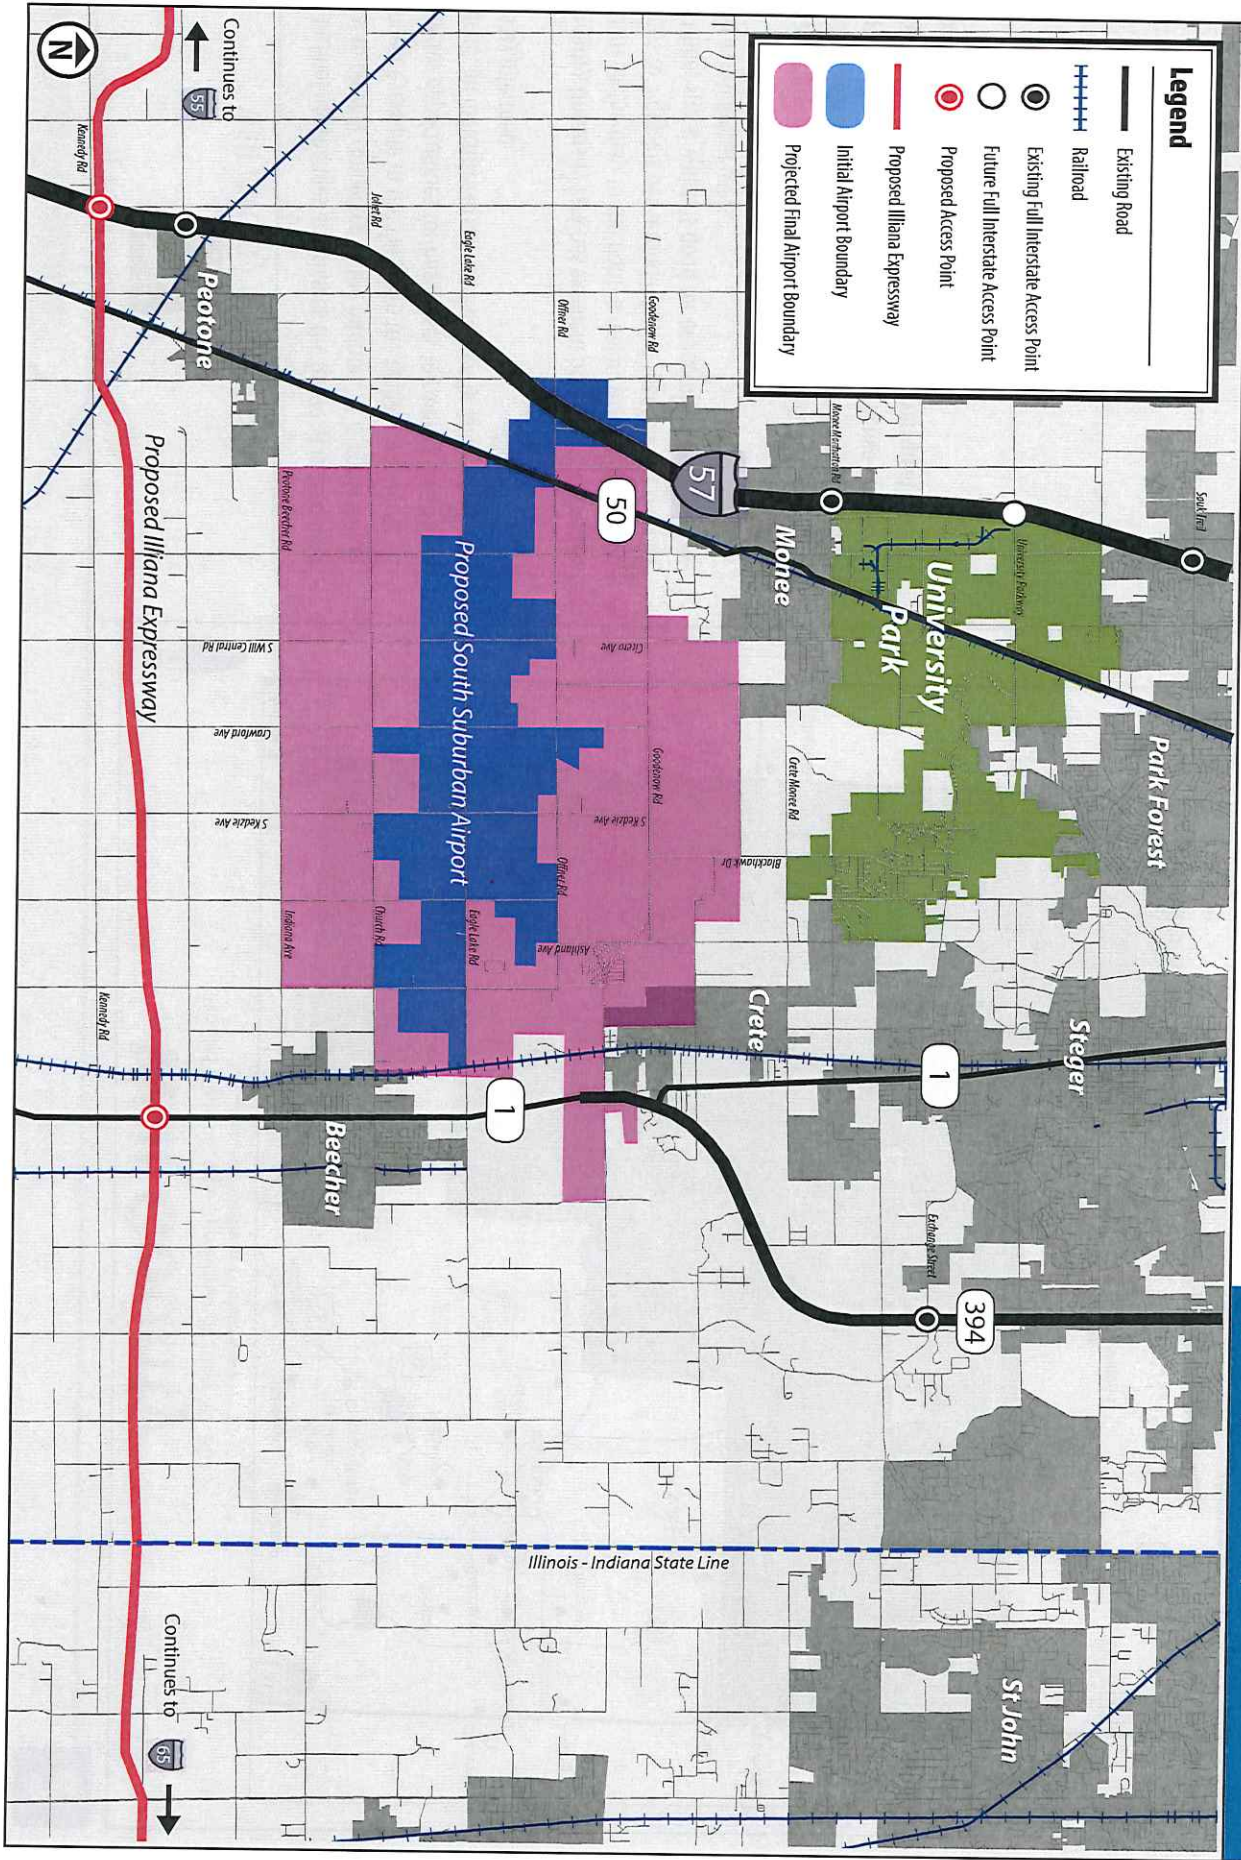 Legend
Existing Road
Railroad
Existing Full Interstate Access Point
Future Full Interstate Access Point
Proposed Access Point
Proposed Illiana Expressway
Initial Airport Boundary
Projected Final Airport Boundary
Sauk Trail
Park Forest
Steger
St John
University Parkway
University
Park
1
Exchange Street
394
Monee Manhattan Rd
Monee
Crete Monee Rd
Blackhawk Dr
Crete
57
Goodenow Rd
50
Cicero Ave
Goodenow Rd
S Kedzie Ave
Ashland Ave
Illinois - Indiana State Line
Offner Rd
Offner Rd
1
Eagle Lake Rd
Proposed South Suburban Airport
Eagle Lake Rd
Joliet Rd
Church Rd
Beecher
Peotone Beecher Rd
Indiana Ave
S Will Central Rd
Crawford Ave
S Kedzie Ave
Peotone
Continues to
55
Proposed Illiana Expressway
Continues to
65
Kennedy Rd
Kennedy Rd
N